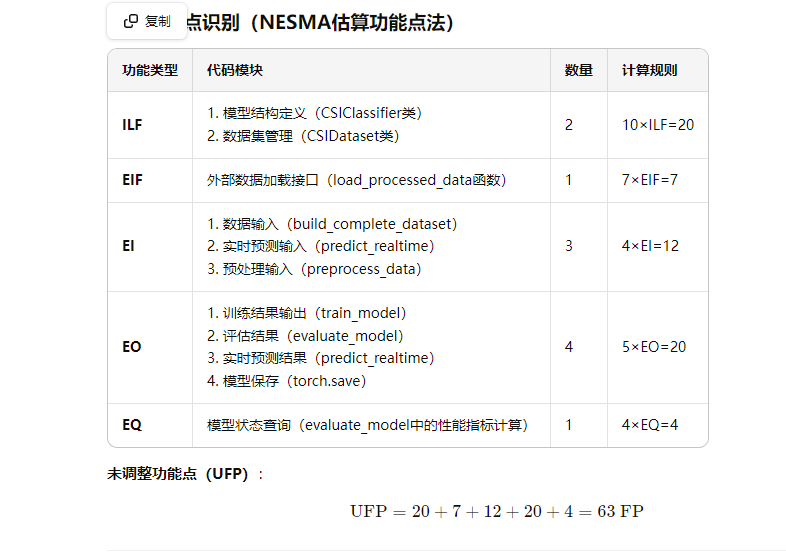 复制
点识别（NESMA估算功能点法）
功能类型 代码模块 数量 计算规则
ILF
1. 模型结构定义（CSIClassifier类）
2. 数据集管理（CSIDataset类）
2
10×ILF=20
EIF 外部数据加载接口（load_processed_data函数） 1 7×EIF=7
EI
1. 数据输入（build_complete_dataset）
2. 实时预测输入（predict_realtime）
3. 预处理输入（preprocess_data）
3
4×EI=12
EO
1. 训练结果输出（train_model）
2. 评估结果（evaluate_model）
3. 实时预测结果（predict_realtime）
4. 模型保存（torch.save）
4
5×EO=20
EQ 模型状态查询（evaluate_model中的性能指标计算） 1 4×EQ=4
未调整功能点（UFP）:
UFP = 20 + 7 + 12 + 20 + 4 = 63 FP